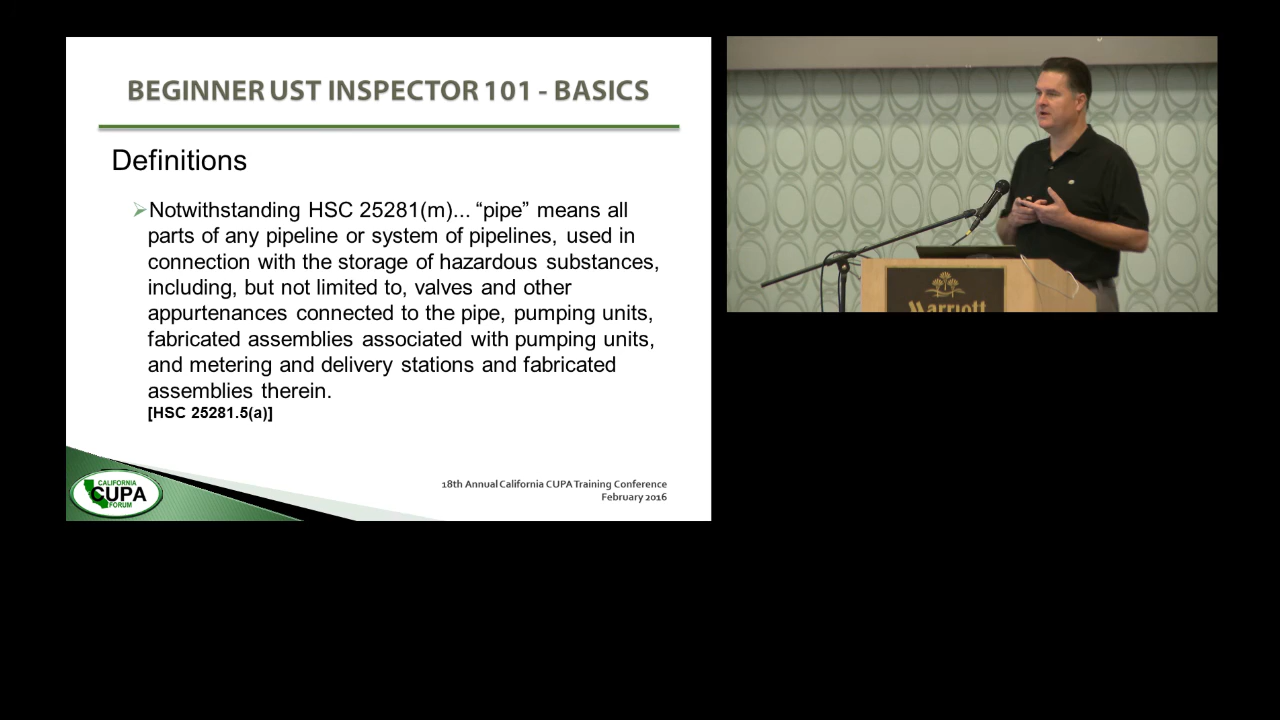 BEGINNER UST INSPECTOR 101 - BASICS
Definitions
Notwithstanding HSC 25281(m)... “pipe” means all
parts of any pipeline or system of pipelines, used in
connection with the storage of hazardous substances,
including, but not limited to, valves and other
appurtenances connected to the pipe, pumping units,
fabricated assemblies associated with pumping units,
and metering and delivery stations and fabricated
assemblies therein.
[HSC 25281.5(a)]
CALIFORNIA
CUPA
FORUM
18th Annual California CUPA Training Conference
February 2016
Marriott